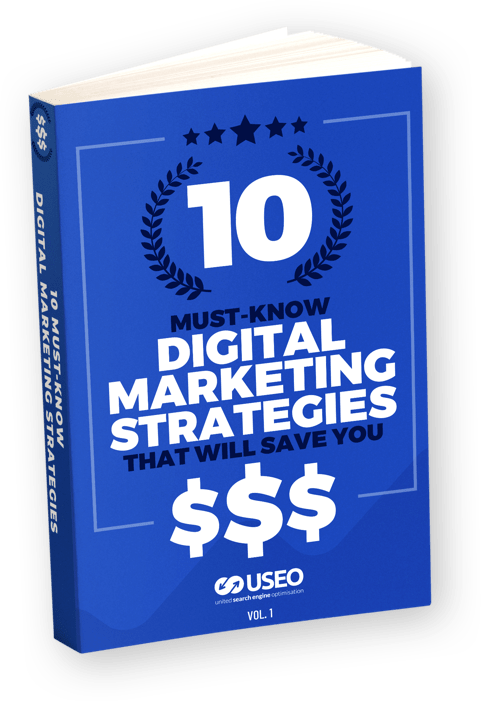 10
MUST-KNOW
DIGITAL
MARKETING
STRATEGIES
THAT WILL SAVE YOU
$$$
USEO
united search engine optimisation
VOL. 1
$$$
10 MUST-KNOW
DIGITAL MARKETING STRATEGIES